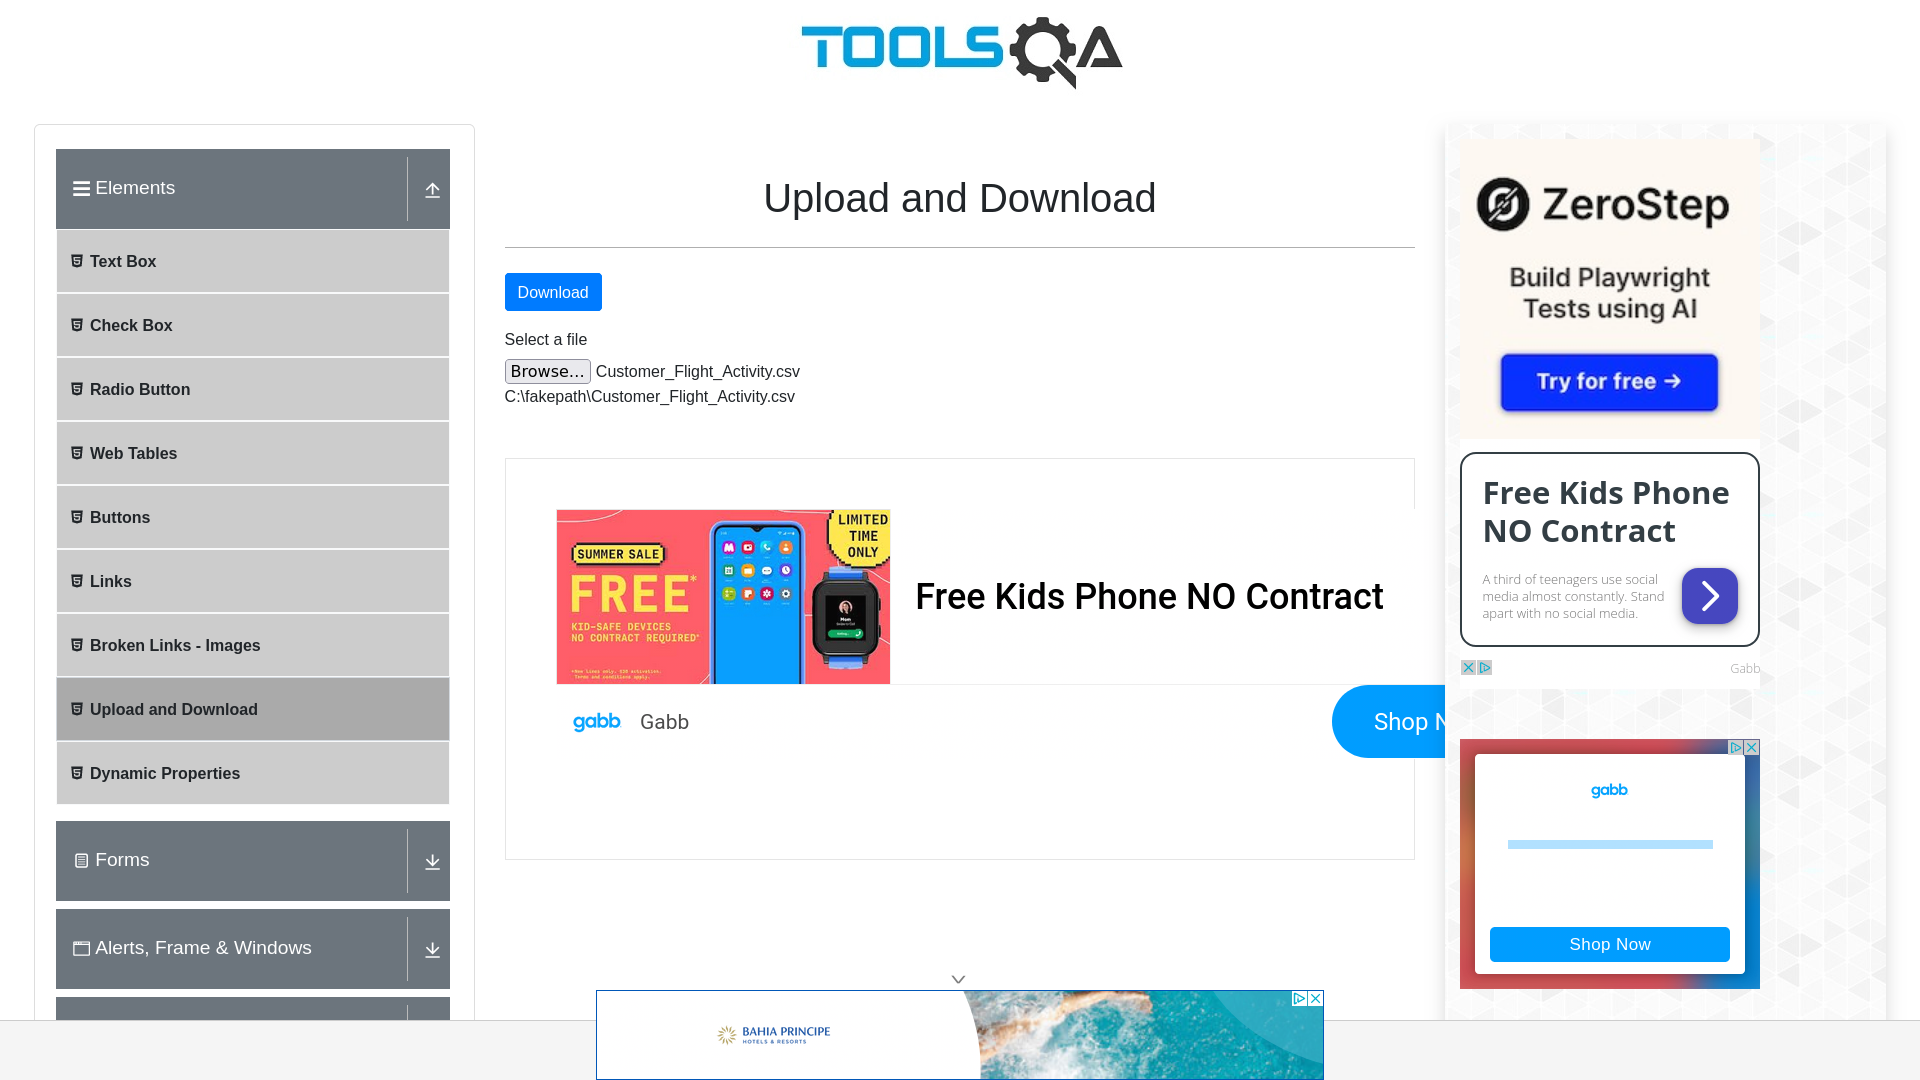 TOOLSQA
Elements
Text Box
Check Box
Radio Button
Web Tables
Buttons
Links
Broken Links - Images
Upload and Download
Dynamic Properties
Forms
Alerts, Frame & Windows
Upload and Download
Download
Select a file
Browse... Customer_Flight_Activity.csv
C:\fakepath\Customer_Flight_Activity.csv
SUMMER SALE
FREE*
KID-SAFE DEVICES
NO CONTRACT REQUIRED*
LIMITED
TIME
ONLY
Free Kids Phone NO Contract
gabb Gabb
Shop N
BAHIA PRINCIPE
HOTELS & RESORTS
ZeroStep
Build Playwright
Tests using AI
Try for free →
Free Kids Phone
NO Contract
A third of teenagers use social
media almost constantly. Stand
apart with no social media.
Gabb
gabb
Shop Now